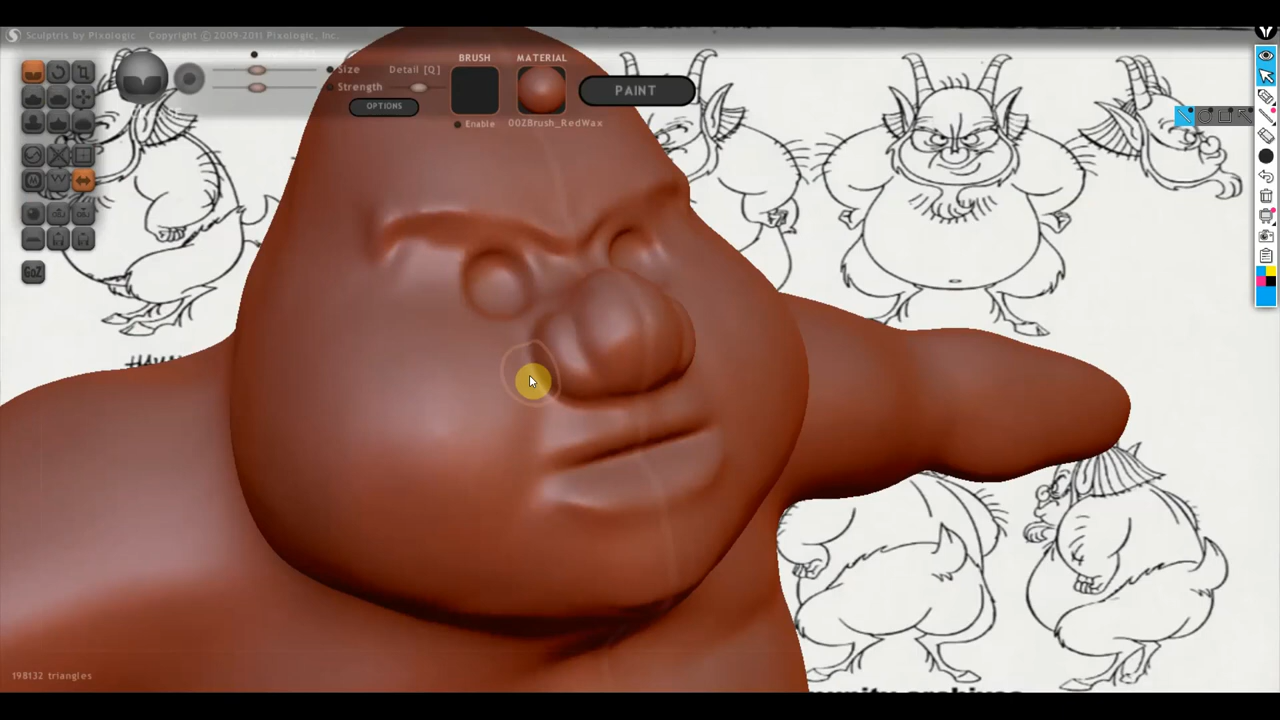 Sculptris by Pixologic Copyright © 2009-2011 Pixologic, Inc.
BRUSH
MATERIAL
Size
Detail [Q]
Strength
OPTIONS
PAINT
Enable
00ZBrush_RedWax
GoZ
198132 triangles